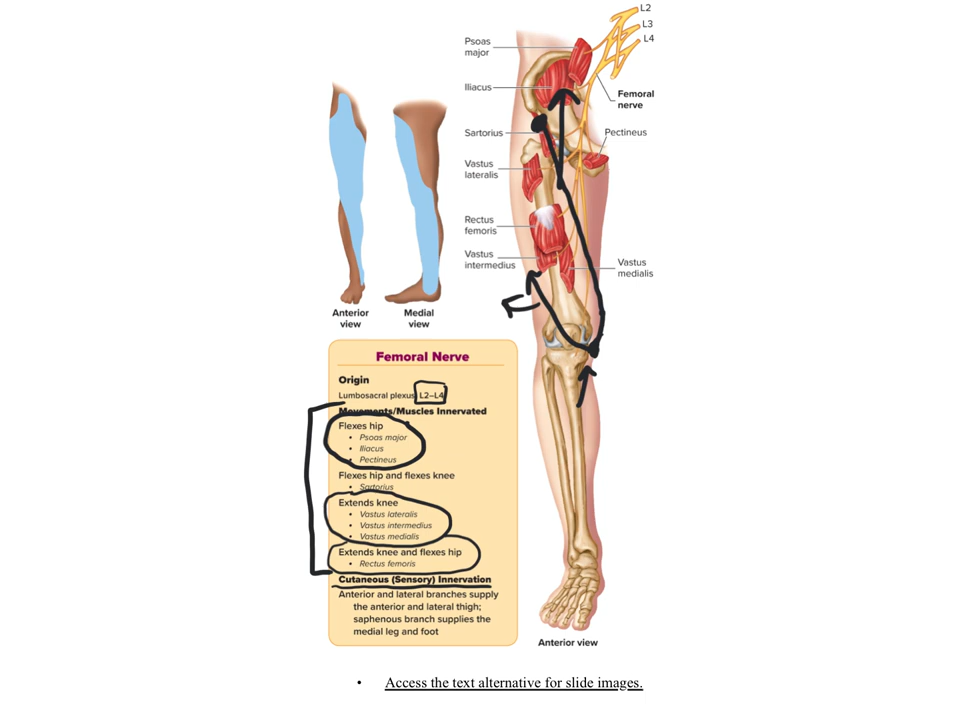 L2
L3
L4
Psoas
major
Iliacus
Femoral
nerve
Sartorius
Pectineus
Vastus
lateralis
Rectus
femoris
Vastus
intermedius
Vastus
medialis
Anterior
view
Medial
view
Femoral Nerve
Origin
Lumbosacral plexus, L2–L4
Movements/Muscles Innervated
Flexes hip
• Psoas major
• Iliacus
• Pectineus
Flexes hip and flexes knee
• Sartorius
Extends knee
• Vastus lateralis
• Vastus intermedius
• Vastus medialis
Extends knee and flexes hip
• Rectus femoris
Cutaneous (Sensory) Innervation
Anterior and lateral branches supply
the anterior and lateral thigh;
saphenous branch supplies the
medial leg and foot
Anterior view
• Access the text alternative for slide images.